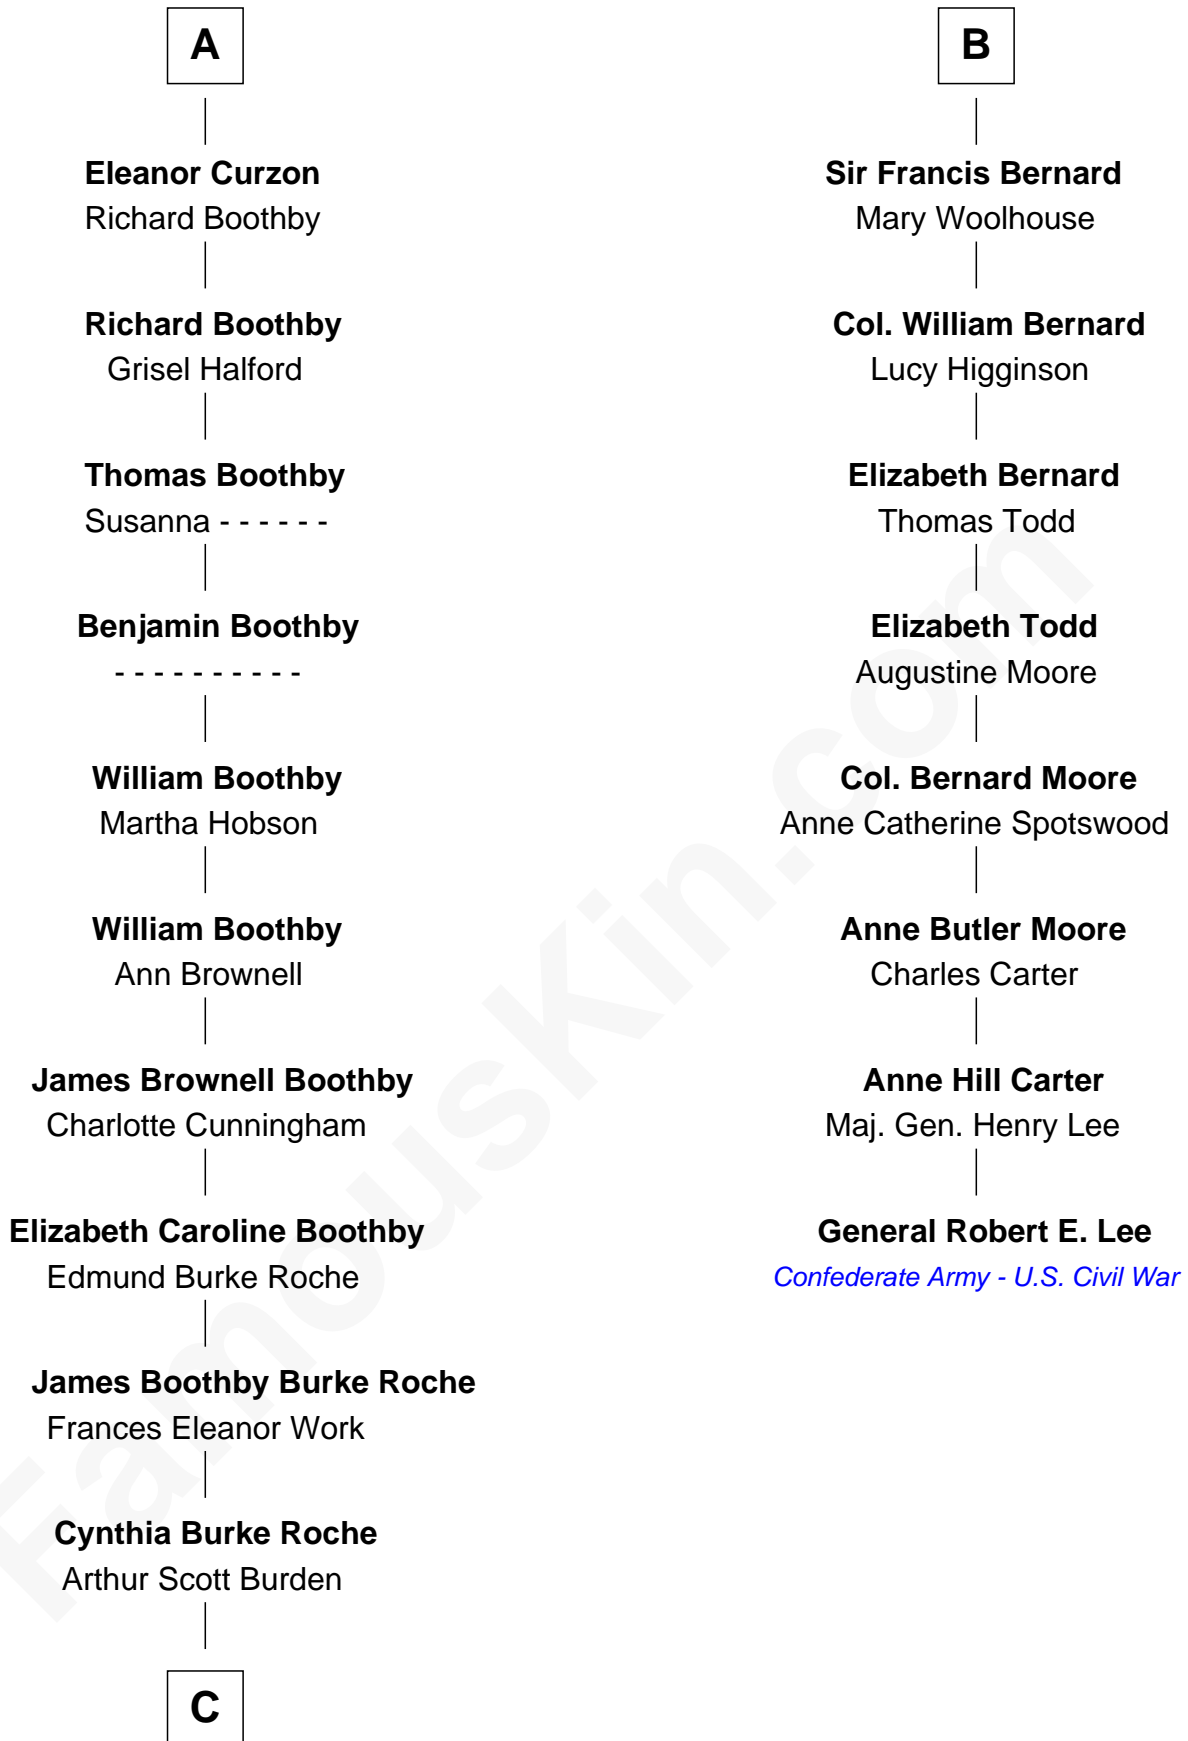 A
Eleanor Curzon
Richard Boothby
Richard Boothby
Grisel Halford
Thomas Boothby
Susanna - - - - - -
Benjamin Boothby
- - - - - - - - - -
William Boothby
Martha Hobson
William Boothby
Ann Brownell
James Brownell Boothby
Charlotte Cunningham
Elizabeth Caroline Boothby
Edmund Burke Roche
James Boothby Burke Roche
Frances Eleanor Work
Cynthia Burke Roche
Arthur Scott Burden
C
B
Sir Francis Bernard
Mary Woolhouse
Col. William Bernard
Lucy Higginson
Elizabeth Bernard
Thomas Todd
Elizabeth Todd
Augustine Moore
Col. Bernard Moore
Anne Catherine Spotswood
Anne Butler Moore
Charles Carter
Anne Hill Carter
Maj. Gen. Henry Lee
General Robert E. Lee
Confederate Army - U.S. Civil War
FamousKin.com